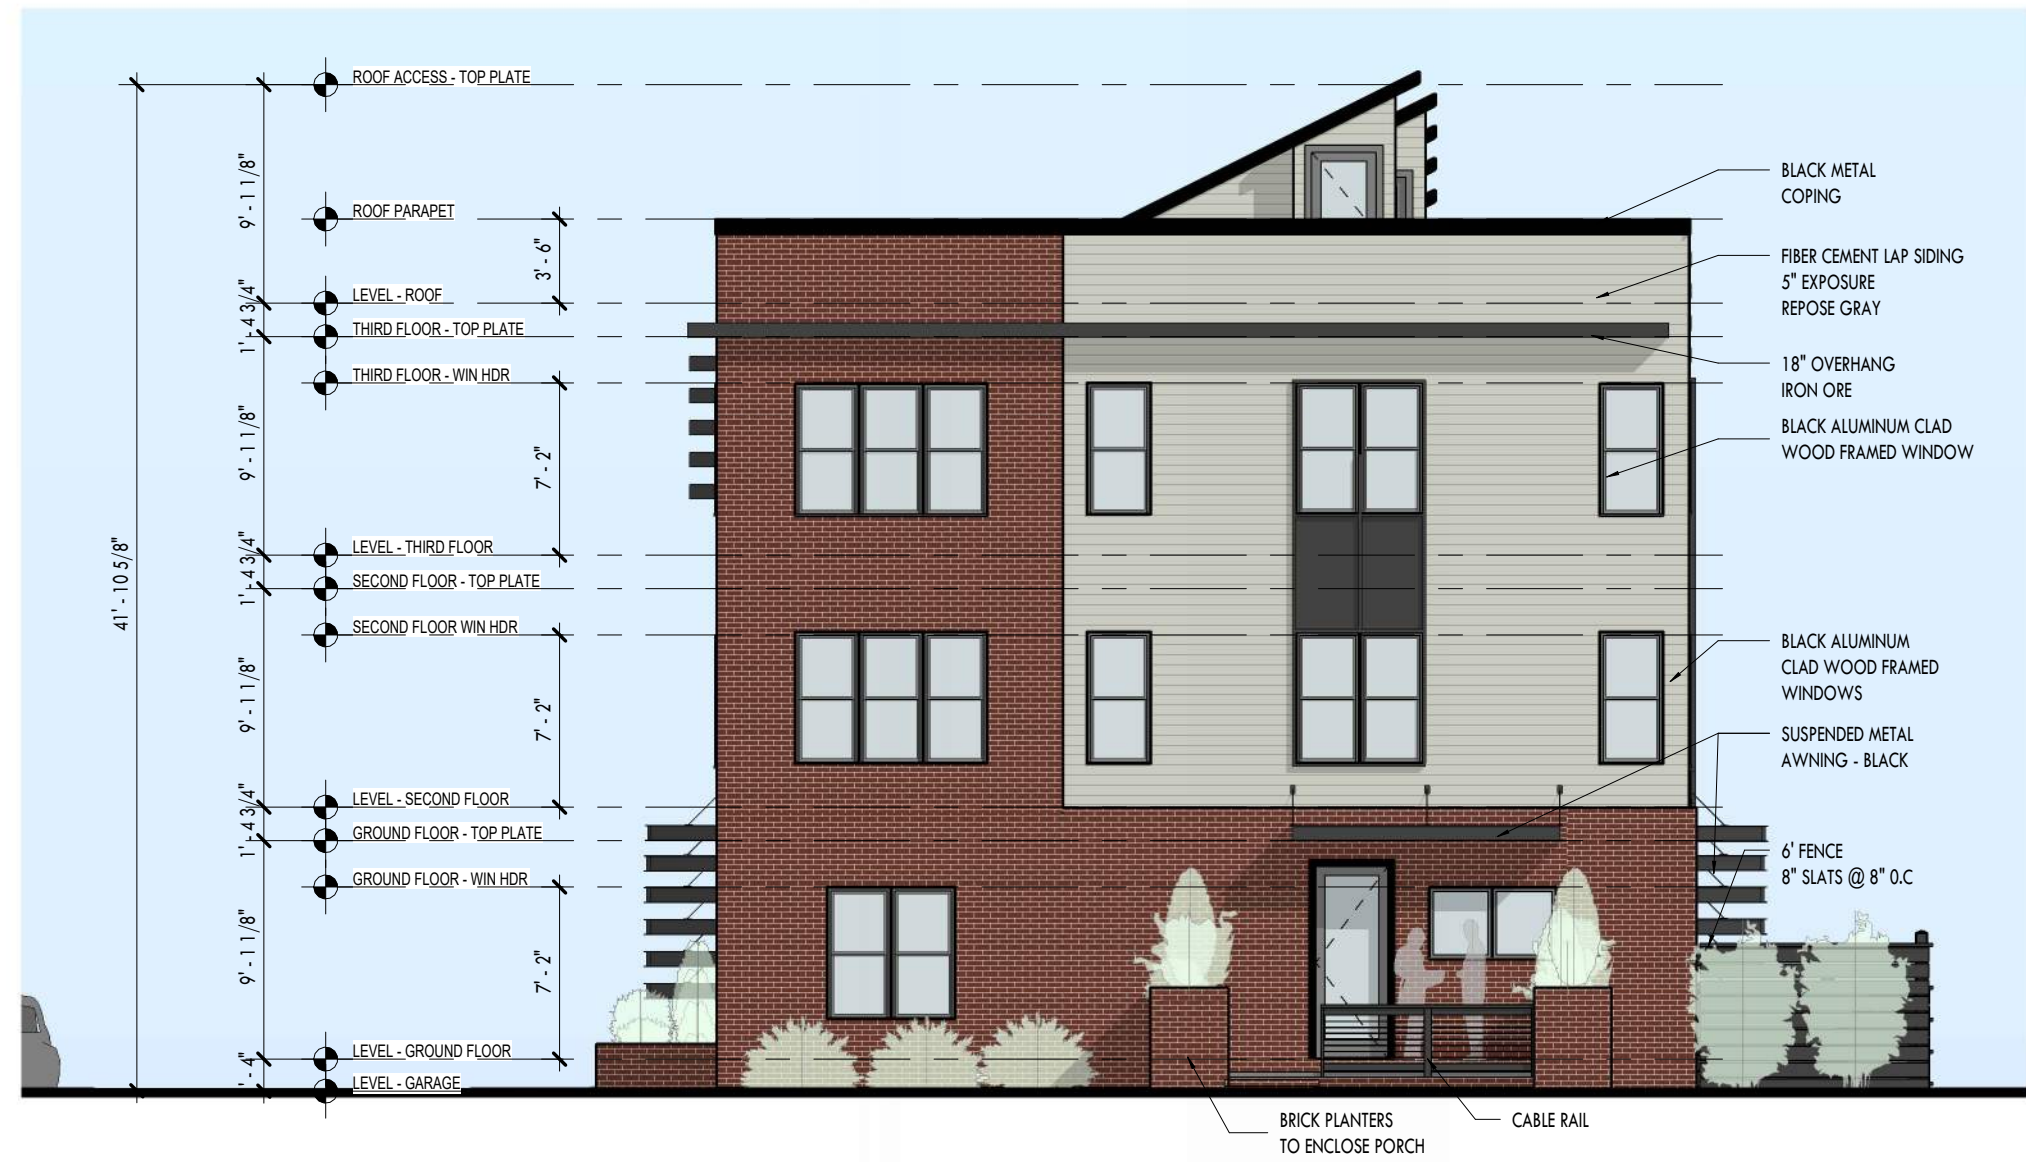 ROOF ACCESS - TOP PLATE
ROOF PARAPET
LEVEL - ROOF
THIRD FLOOR - TOP PLATE
THIRD FLOOR - WIN HDR
LEVEL - THIRD FLOOR
SECOND FLOOR - TOP PLATE
SECOND FLOOR WIN HDR
LEVEL - SECOND FLOOR
GROUND FLOOR - TOP PLATE
GROUND FLOOR - WIN HDR
LEVEL - GROUND FLOOR
LEVEL - GARAGE
41' - 10 5/8"
9' - 1 1/8"
1' - 4 3/4"
9' - 1 1/8"
1' - 4 3/4"
9' - 1 1/8"
1' - 4 3/4"
9' - 1 1/8"
' - 4"
3' - 6"
7' - 2"
7' - 2"
7' - 2"
BLACK METAL
COPING
FIBER CEMENT LAP SIDING
5" EXPOSURE
REPOSE GRAY
18" OVERHANG
IRON ORE
BLACK ALUMINUM CLAD
WOOD FRAMED WINDOW
BLACK ALUMINUM
CLAD WOOD FRAMED
WINDOWS
SUSPENDED METAL
AWNING - BLACK
6' FENCE
8" SLATS @ 8" 0.C
BRICK PLANTERS
TO ENCLOSE PORCH
CABLE RAIL